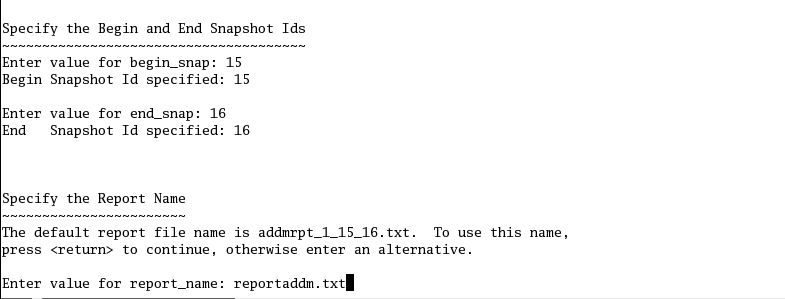 Specify the Begin and End Snapshot Ids
~~~~~~~~~~~~~~~~~~~~~~~~~~~~~~~~~~~~~~
Enter value for begin_snap: 15
Begin Snapshot Id specified: 15
Enter value for end_snap: 16
End   Snapshot Id specified: 16
Specify the Report Name
~~~~~~~~~~~~~~~~~~~~~~~
The default report file name is addmrpt_1_15_16.txt.  To use this name,
press <return> to continue, otherwise enter an alternative.
Enter value for report_name: reportaddm.txt